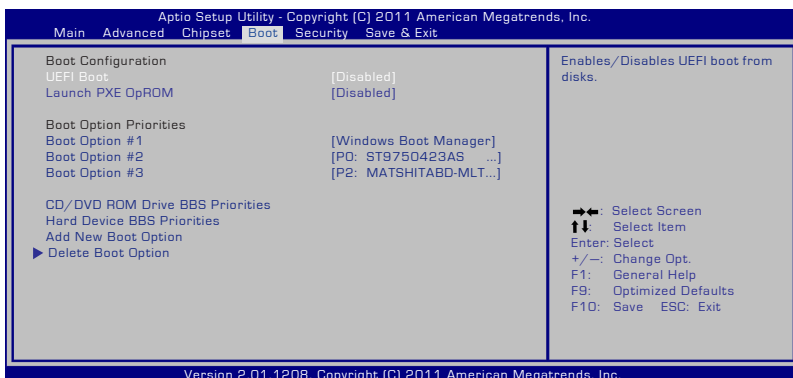 Aptio Setup Utility - Copyright (C) 2011 American Megatrends, Inc.
Main Advanced Chipset Boot Security Save & Exit
Boot Configuration
UEFI Boot [Disabled]
Launch PXE OpROM [Disabled]
Boot Option Priorities
Boot Option #1 [Windows Boot Manager]
Boot Option #2 [P0: ST9750423AS ...]
Boot Option #3 [P2: MATSHITABD-MLT...]
CD/DVD ROM Drive BBS Priorities
Hard Device BBS Priorities
Add New Boot Option
Delete Boot Option
Enables/Disables UEFI boot from
disks.
→←: Select Screen
↑↓: Select Item
Enter: Select
+/—: Change Opt.
F1: General Help
F9: Optimized Defaults
F10: Save ESC: Exit
Version 2.01.1208. Copyright (C) 2011 American Megatrends, Inc.